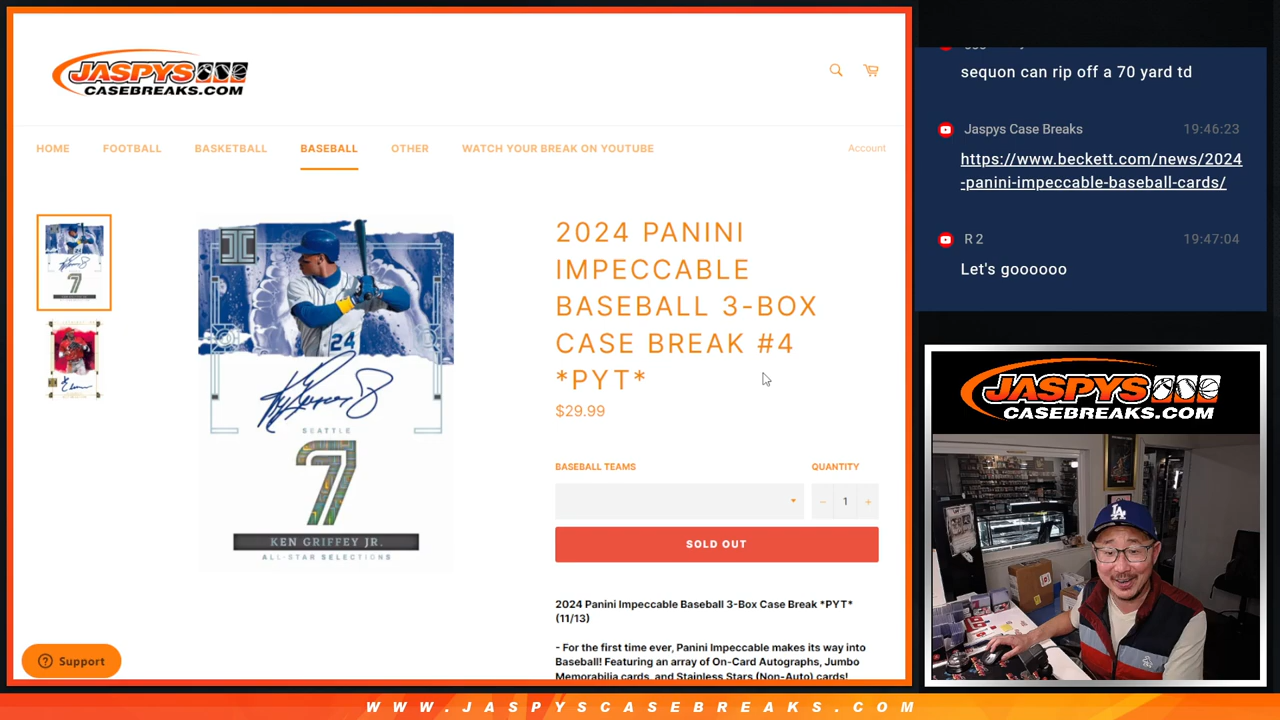 JASPYS
CASEBREAKS.COM
HOME FOOTBALL BASKETBALL BASEBALL OTHER WATCH YOUR BREAK ON YOUTUBE Account
24
SEATTLE
7
KEN GRIFFEY JR.
ALL-STAR SELECTIONS
2024 PANINI
IMPECCABLE
BASEBALL 3-BOX
CASE BREAK #4
*PYT*
$29.99
BASEBALL TEAMS QUANTITY
− 1 +
SOLD OUT
2024 Panini Impeccable Baseball 3-Box Case Break *PYT*
(11/13)
- For the first time ever, Panini Impeccable makes its way into
Baseball! Featuring an array of On-Card Autographs, Jumbo
Memorabilia cards, and Stainless Stars (Non-Auto) cards!
Support
sequon can rip off a 70 yard td
Jaspys Case Breaks 19:46:23
https://www.beckett.com/news/2024
-panini-impeccable-baseball-cards/
R 2 19:47:04
Let's goooooo
JASPYS
CASEBREAKS.COM
LA
WWW.JASPYSCASEBREAKS.COM